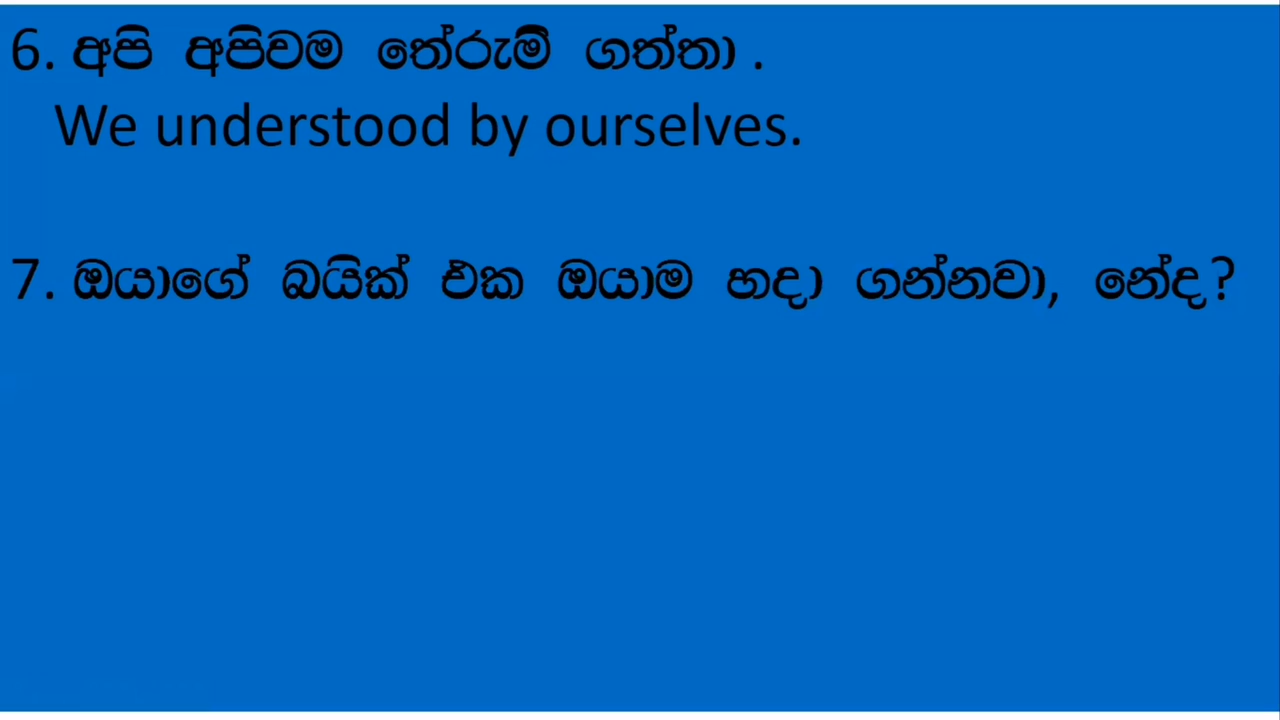 6. අපි අපිවම තේරුම් ගත්තා .
We understood by ourselves.
7. ඔයාගේ බයික් එක ඔයාම හදා ගන්නවා, නේද?